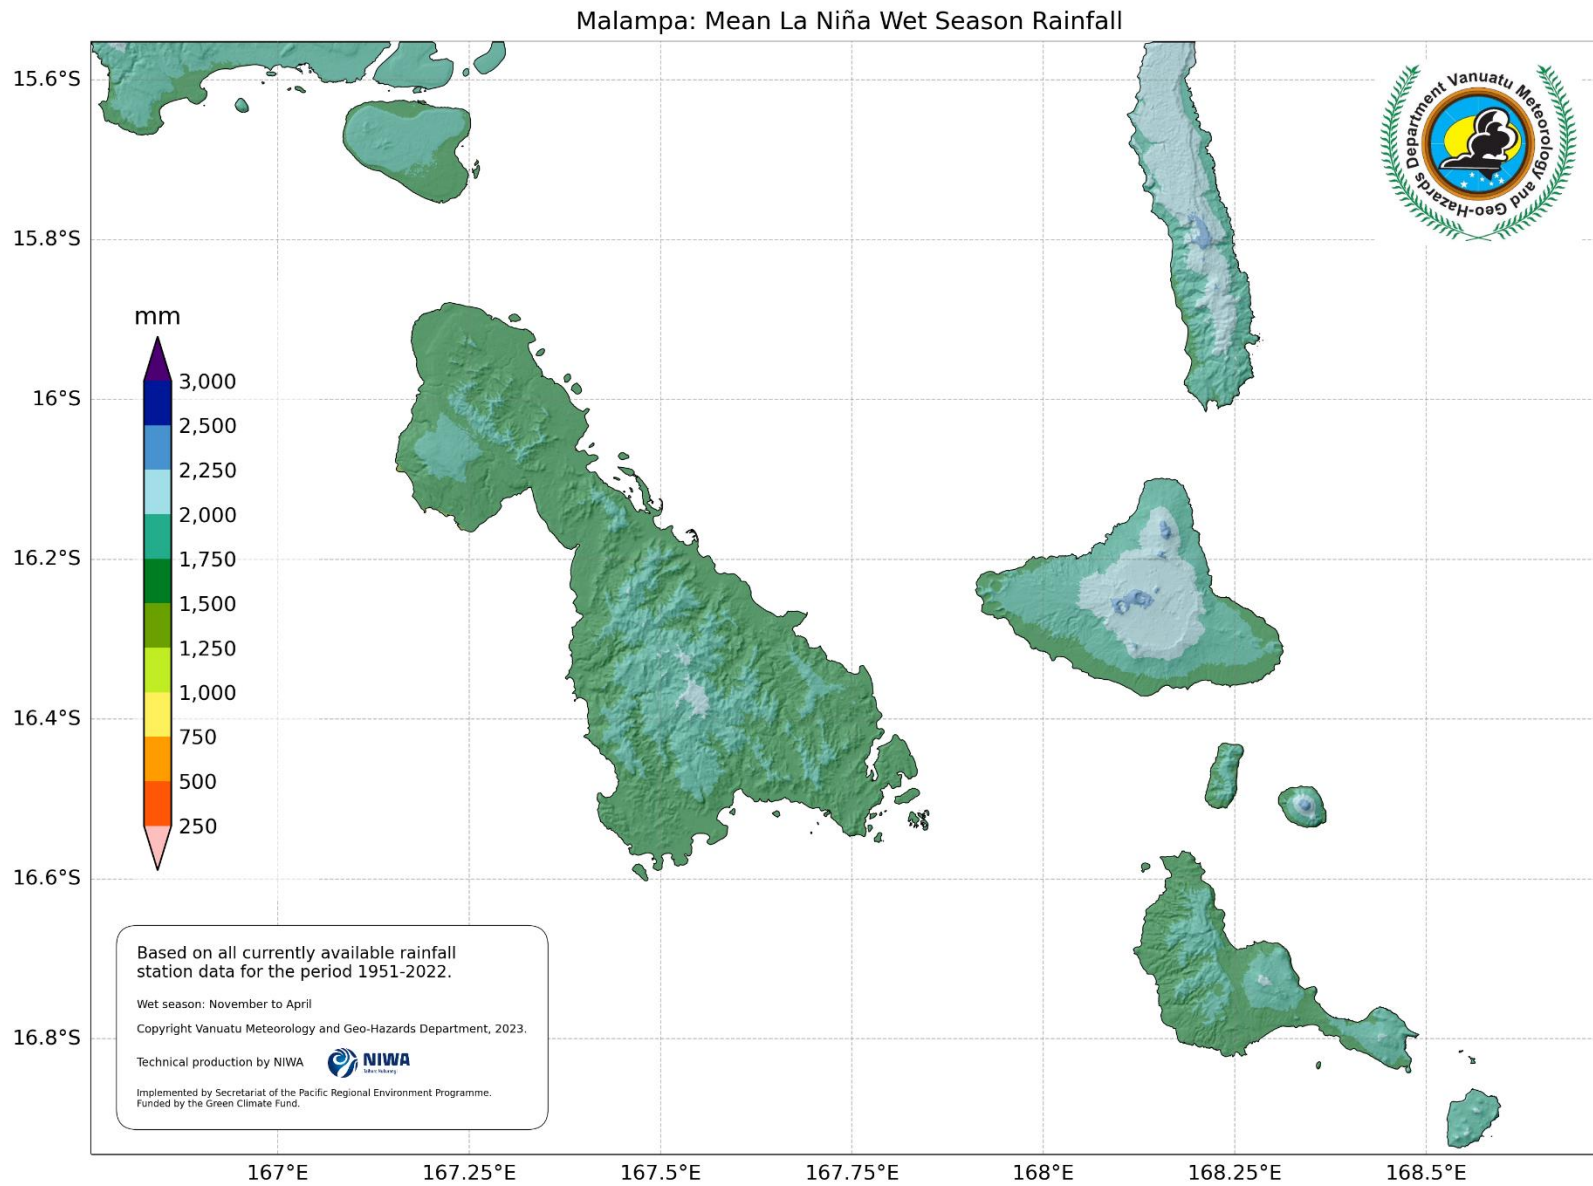 Malampa: Mean La Niña Wet Season Rainfall
15.6°S
15.8°S
16°S
16.2°S
16.4°S
16.6°S
16.8°S
Vanuatu Meteorology and Geo-Hazards Department
mm
3,000
2,500
2,250
2,000
1,750
1,500
1,250
1,000
750
500
250
Based on all currently available rainfall
station data for the period 1951-2022.
Wet season: November to April
Copyright Vanuatu Meteorology and Geo-Hazards Department, 2023.
Technical production by NIWA
NIWA
Implemented by Secretariat of the Pacific Regional Environment Programme.
Funded by the Green Climate Fund.
167°E
167.25°E
167.5°E
167.75°E
168°E
168.25°E
168.5°E